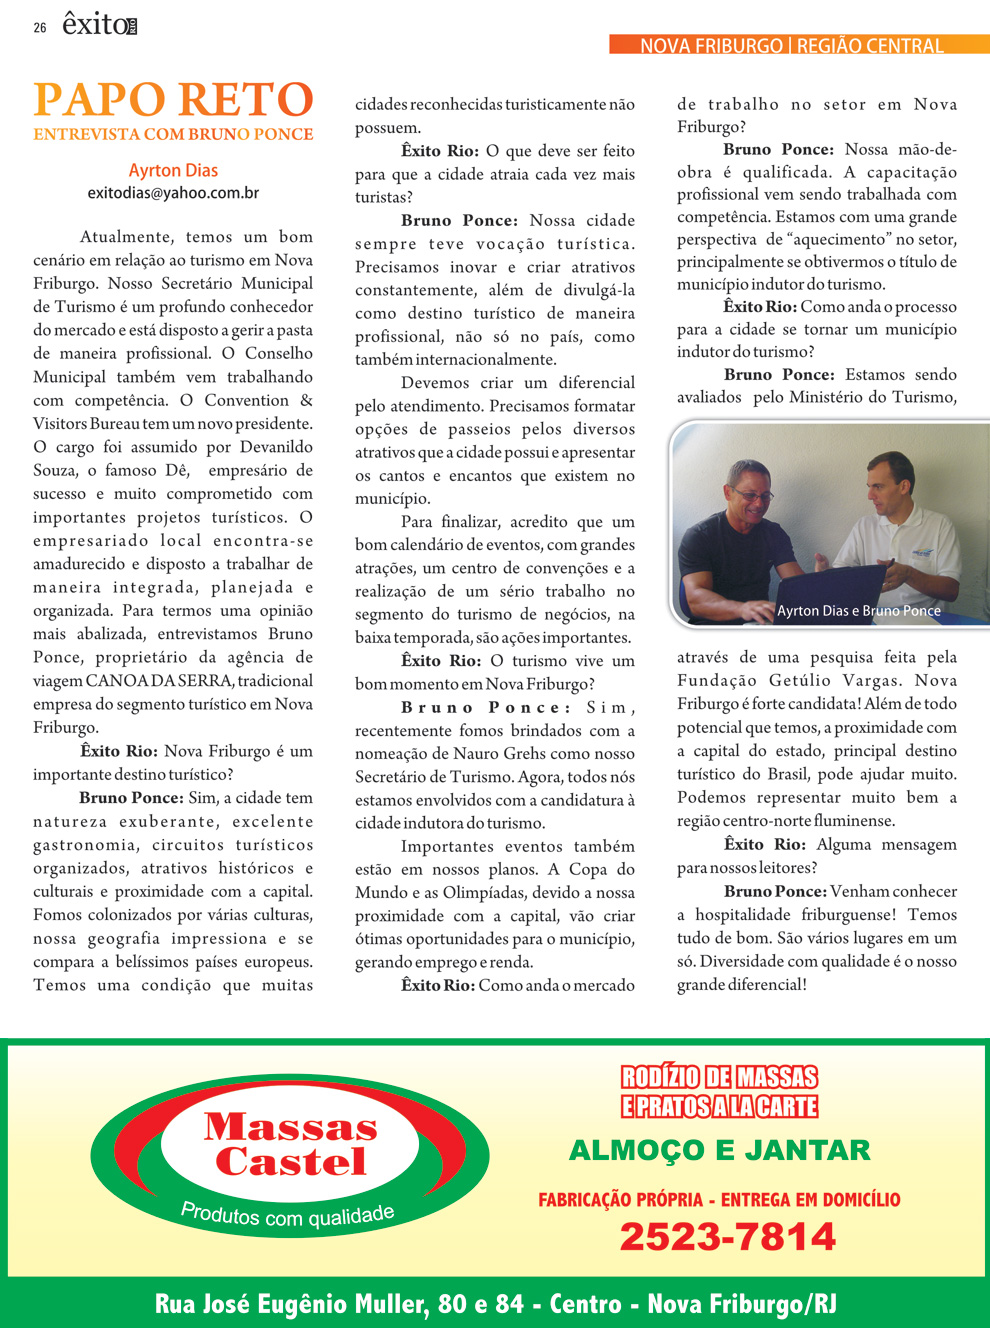 26 êxito RIO
NOVA FRIBURGO | REGIÃO CENTRAL
PAPO RETO
ENTREVISTA COM BRUNO PONCE
Ayrton Dias
exitodias@yahoo.com.br
Atualmente, temos um bom
cenário em relação ao turismo em Nova
Friburgo. Nosso Secretário Municipal
de Turismo é um profundo conhecedor
do mercado e está disposto a gerir a pasta
de maneira profissional. O Conselho
Municipal também vem trabalhando
com competência. O Convention &
Visitors Bureau tem um novo presidente.
O cargo foi assumido por Devanildo
Souza, o famoso Dê, empresário de
sucesso e muito comprometido com
importantes projetos turísticos. O
empresariado local encontra-se
amadurecido e disposto a trabalhar de
maneira integrada, planejada e
organizada. Para termos uma opinião
mais abalizada, entrevistamos Bruno
Ponce, proprietário da agência de
viagem CANOA DA SERRA, tradicional
empresa do segmento turístico em Nova
Friburgo.
Êxito Rio: Nova Friburgo é um
importante destino turístico?
Bruno Ponce: Sim, a cidade tem
natureza exuberante, excelente
gastronomia, circuitos turísticos
organizados, atrativos históricos e
culturais e proximidade com a capital.
Fomos colonizados por várias culturas,
nossa geografia impressiona e se
compara a belíssimos países europeus.
Temos uma condição que muitas
cidades reconhecidas turisticamente não
possuem.
Êxito Rio: O que deve ser feito
para que a cidade atraia cada vez mais
turistas?
Bruno Ponce: Nossa cidade
sempre teve vocação turística.
Precisamos inovar e criar atrativos
constantemente, além de divulgá-la
como destino turístico de maneira
profissional, não só no país, como
também internacionalmente.
Devemos criar um diferencial
pelo atendimento. Precisamos formatar
opções de passeios pelos diversos
atrativos que a cidade possui e apresentar
os cantos e encantos que existem no
município.
Para finalizar, acredito que um
bom calendário de eventos, com grandes
atrações, um centro de convenções e a
realização de um sério trabalho no
segmento do turismo de negócios, na
baixa temporada, são ações importantes.
Êxito Rio: O turismo vive um
bom momento em Nova Friburgo?
Bruno Ponce: Sim,
recentemente fomos brindados com a
nomeação de Nauro Grehs como nosso
Secretário de Turismo. Agora, todos nós
estamos envolvidos com a candidatura à
cidade indutora do turismo.
Importantes eventos também
estão em nossos planos. A Copa do
Mundo e as Olimpíadas, devido a nossa
proximidade com a capital, vão criar
ótimas oportunidades para o município,
gerando emprego e renda.
Êxito Rio: Como anda o mercado
de trabalho no setor em Nova
Friburgo?
Bruno Ponce: Nossa mão-de-
obra é qualificada. A capacitação
profissional vem sendo trabalhada com
competência. Estamos com uma grande
perspectiva de “aquecimento” no setor,
principalmente se obtivermos o título de
município indutor do turismo.
Êxito Rio: Como anda o processo
para a cidade se tornar um município
indutor do turismo?
Bruno Ponce: Estamos sendo
avaliados pelo Ministério do Turismo,
Ayrton Dias e Bruno Ponce
através de uma pesquisa feita pela
Fundação Getúlio Vargas. Nova
Friburgo é forte candidata! Além de todo
potencial que temos, a proximidade com
a capital do estado, principal destino
turístico do Brasil, pode ajudar muito.
Podemos representar muito bem a
região centro-norte fluminense.
Êxito Rio: Alguma mensagem
para nossos leitores?
Bruno Ponce: Venham conhecer
a hospitalidade friburguense! Temos
tudo de bom. São vários lugares em um
só. Diversidade com qualidade é o nosso
grande diferencial!
Massas
Castel
Produtos com qualidade
RODÍZIO DE MASSAS
E PRATOS A LA CARTE
ALMOÇO E JANTAR
FABRICAÇÃO PRÓPRIA - ENTREGA EM DOMICÍLIO
2523-7814
Rua José Eugênio Muller, 80 e 84 - Centro - Nova Friburgo/RJ